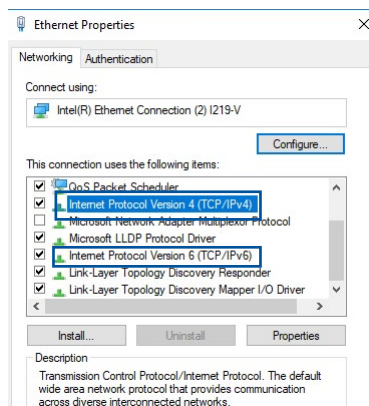 Ethernet Properties
Networking Authentication
Connect using:
Intel(R) Ethernet Connection (2) I219-V
Configure...
This connection uses the following items:
QoS Packet Scheduler
Internet Protocol Version 4 (TCP/IPv4)
Microsoft Network Adapter Multiplexor Protocol
Microsoft LLDP Protocol Driver
Internet Protocol Version 6 (TCP/IPv6)
Link-Layer Topology Discovery Responder
Link-Layer Topology Discovery Mapper I/O Driver
Install... Uninstall Properties
Description
Transmission Control Protocol/Internet Protocol. The default
wide area network protocol that provides communication
across diverse interconnected networks.